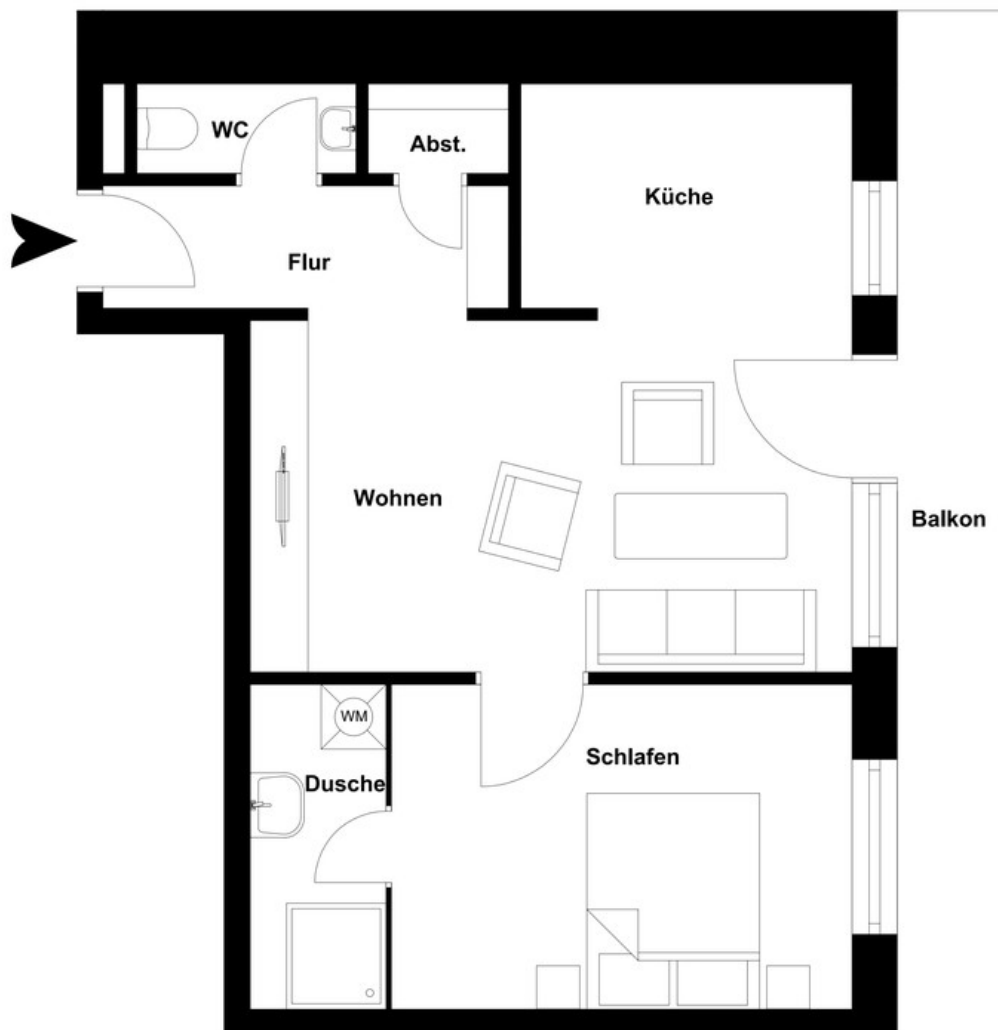 WC
Abst.
Küche
Flur
Wohnen
Balkon
WM
Schlafen
Dusche